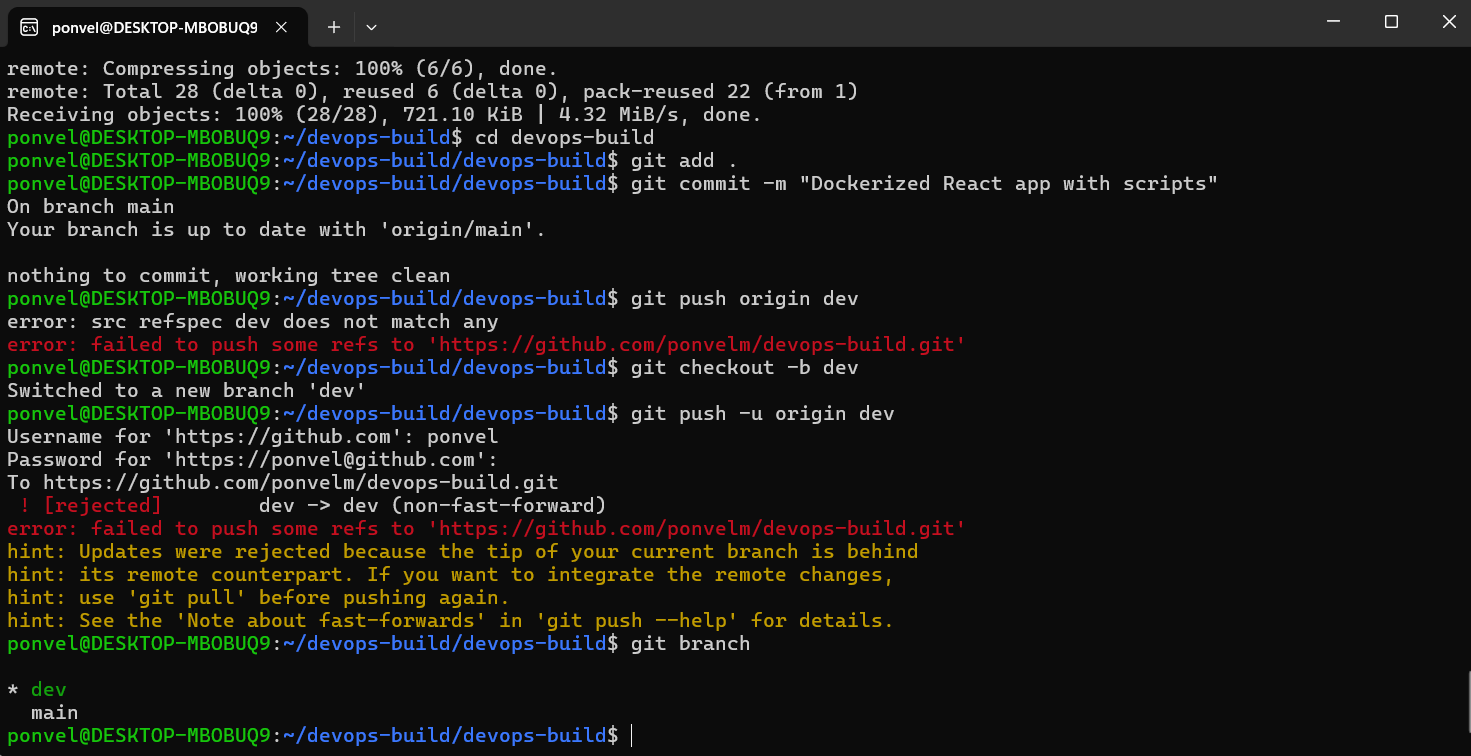 ponvel@DESKTOP-MBOBUQ9
remote: Compressing objects: 100% (6/6), done.
remote: Total 28 (delta 0), reused 6 (delta 0), pack-reused 22 (from 1)
Receiving objects: 100% (28/28), 721.10 KiB | 4.32 MiB/s, done.
ponvel@DESKTOP-MBOBUQ9:~/devops-build$ cd devops-build
ponvel@DESKTOP-MBOBUQ9:~/devops-build/devops-build$ git add .
ponvel@DESKTOP-MBOBUQ9:~/devops-build/devops-build$ git commit -m "Dockerized React app with scripts"
On branch main
Your branch is up to date with 'origin/main'.

nothing to commit, working tree clean
ponvel@DESKTOP-MBOBUQ9:~/devops-build/devops-build$ git push origin dev
error: src refspec dev does not match any
error: failed to push some refs to 'https://github.com/ponvelm/devops-build.git'
ponvel@DESKTOP-MBOBUQ9:~/devops-build/devops-build$ git checkout -b dev
Switched to a new branch 'dev'
ponvel@DESKTOP-MBOBUQ9:~/devops-build/devops-build$ git push -u origin dev
Username for 'https://github.com': ponvel
Password for 'https://ponvel@github.com':
To https://github.com/ponvelm/devops-build.git
 ! [rejected]        dev -> dev (non-fast-forward)
error: failed to push some refs to 'https://github.com/ponvelm/devops-build.git'
hint: Updates were rejected because the tip of your current branch is behind
hint: its remote counterpart. If you want to integrate the remote changes,
hint: use 'git pull' before pushing again.
hint: See the 'Note about fast-forwards' in 'git push --help' for details.
ponvel@DESKTOP-MBOBUQ9:~/devops-build/devops-build$ git branch

* dev
  main
ponvel@DESKTOP-MBOBUQ9:~/devops-build/devops-build$